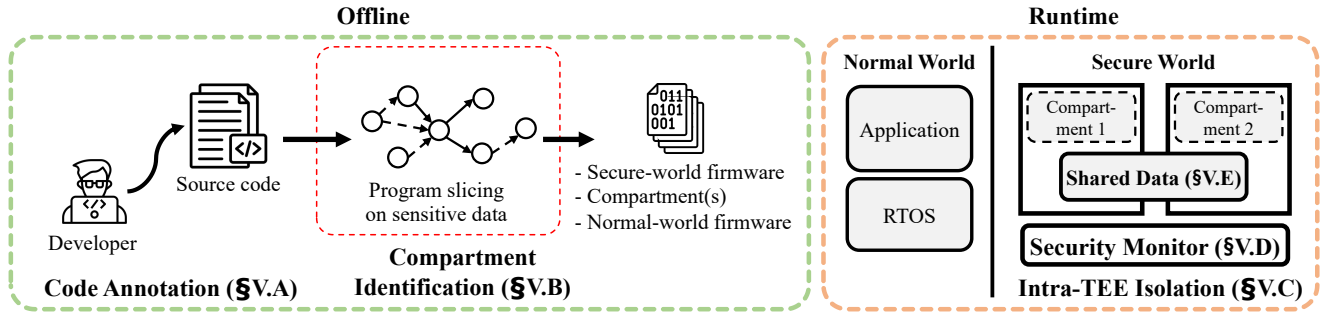 Offline
Developer
Source code
</>
Code Annotation (§V.A)
Program slicing
on sensitive data
Compartment
Identification (§V.B)
011
0101
001
- Secure-world firmware
- Compartment(s)
- Normal-world firmware
Runtime
Normal World
Application
RTOS
Secure World
Compart-
ment 1
Compart-
ment 2
Shared Data (§V.E)
Security Monitor (§V.D)
Intra-TEE Isolation (§V.C)